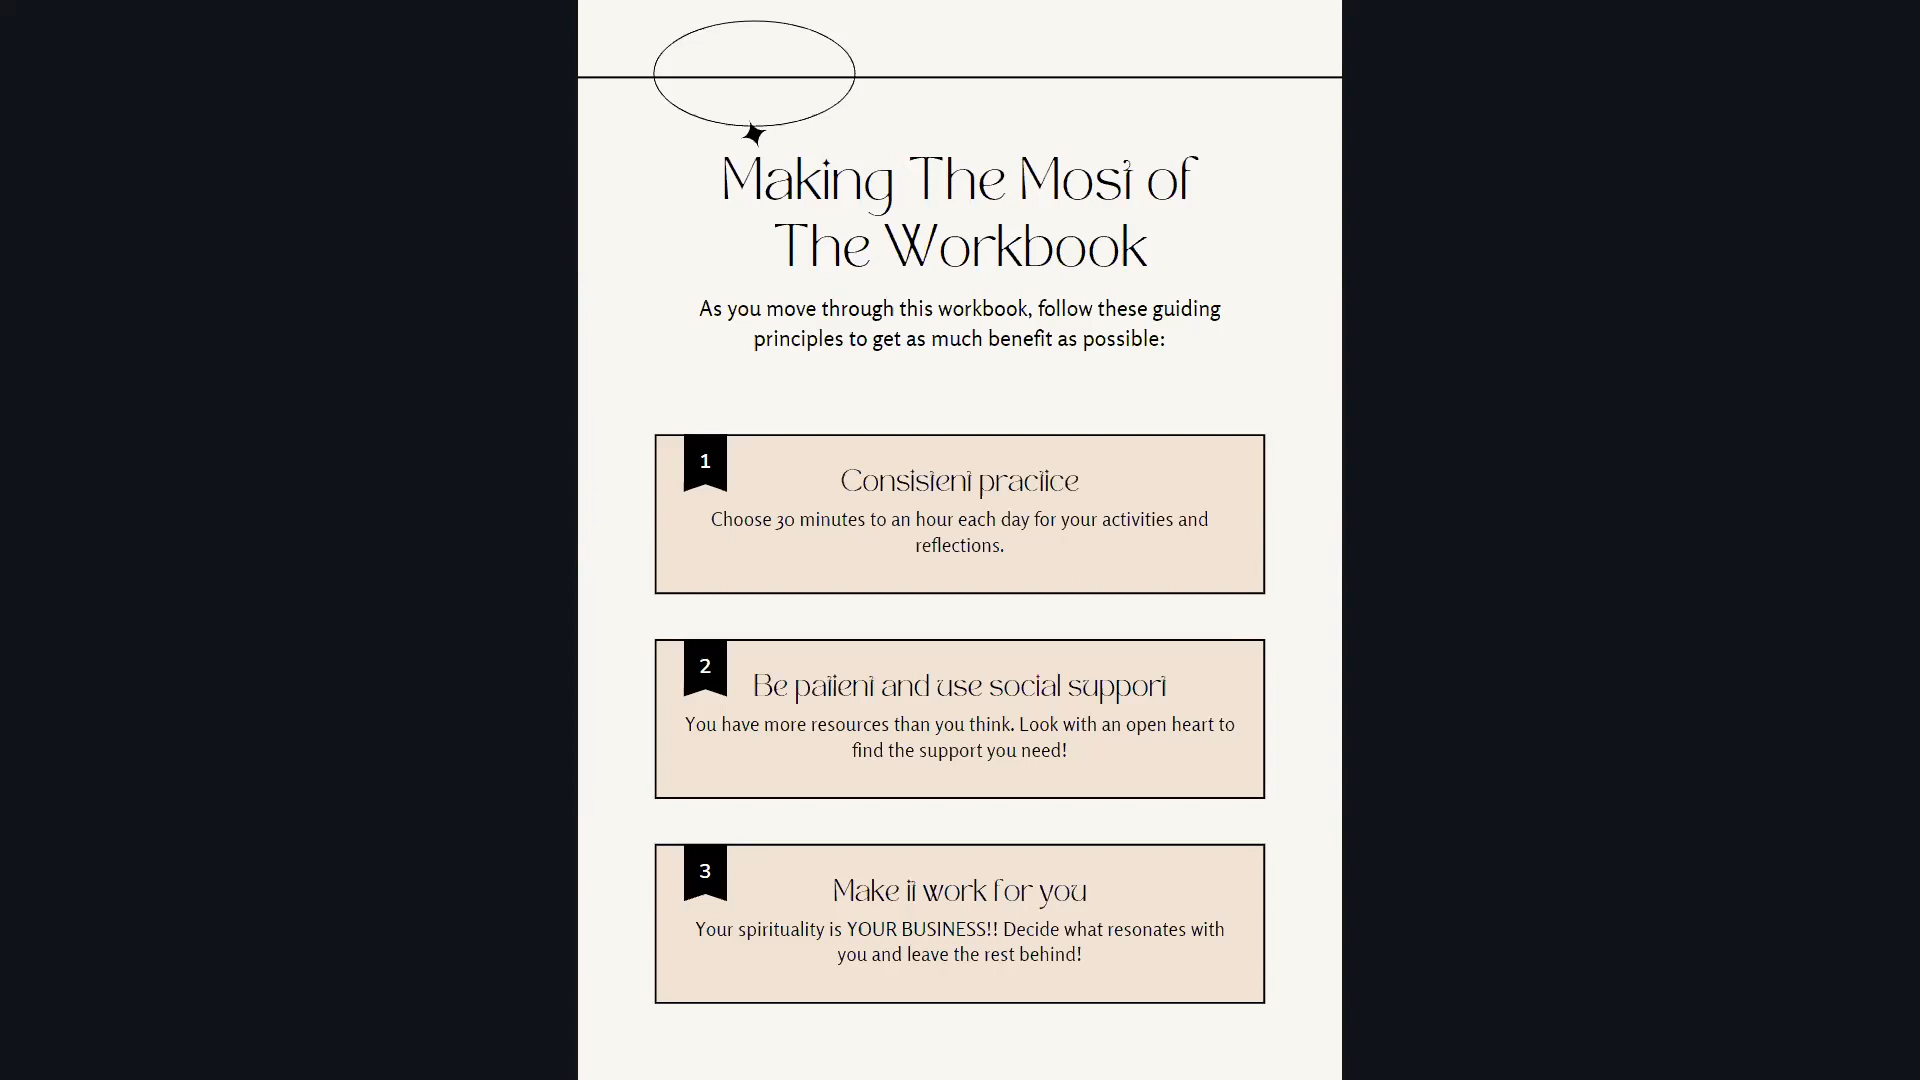 Making The Most of
The Workbook
As you move through this workbook, follow these guiding
principles to get as much benefit as possible:
1
Consistent practice
Choose 30 minutes to an hour each day for your activities and
reflections.
2
Be patient and use social support
You have more resources than you think. Look with an open heart to
find the support you need!
3
Make it work for you
Your spirituality is YOUR BUSINESS!! Decide what resonates with
you and leave the rest behind!